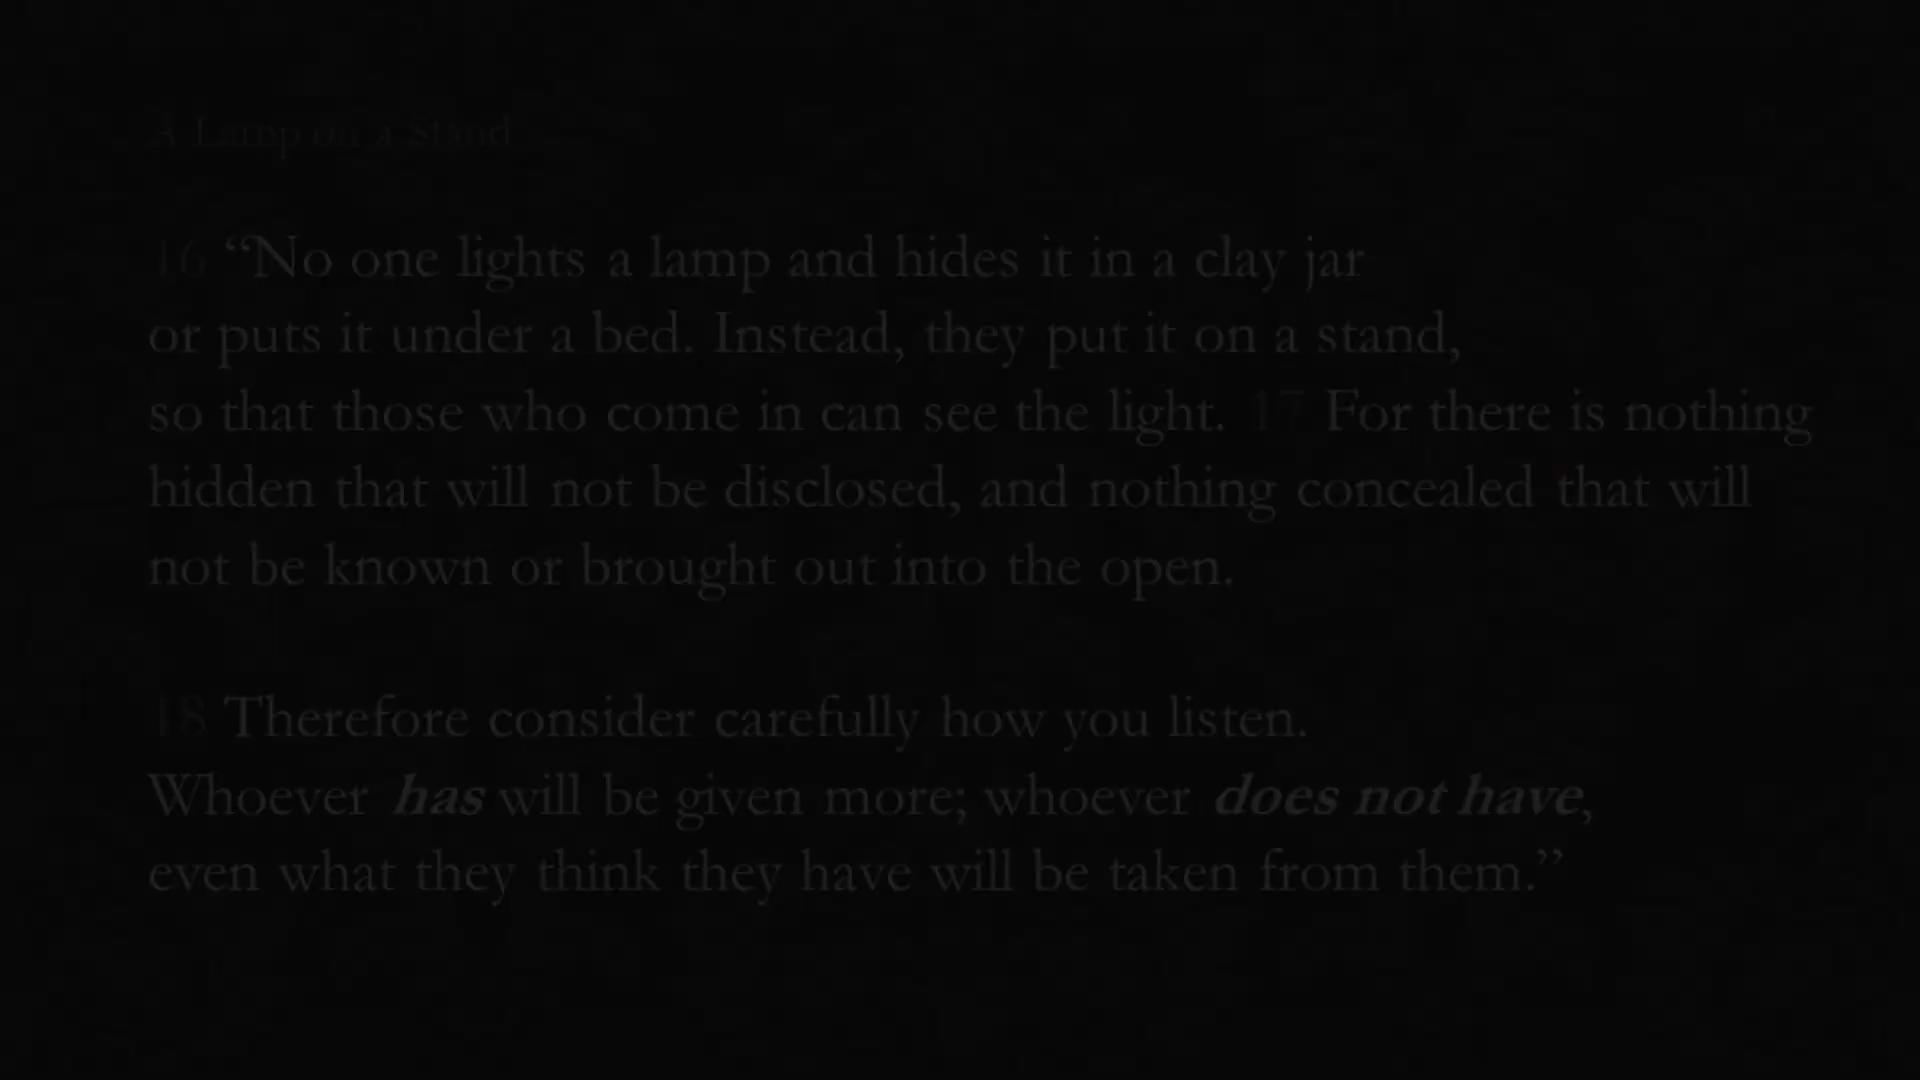 A Lamp on a Stand
16 “No one lights a lamp and hides it in a clay jar
or puts it under a bed. Instead, they put it on a stand,
so that those who come in can see the light. 17 For there is nothing
hidden that will not be disclosed, and nothing concealed that will
not be known or brought out into the open.
18 Therefore consider carefully how you listen.
Whoever has will be given more; whoever does not have,
even what they think they have will be taken from them.”